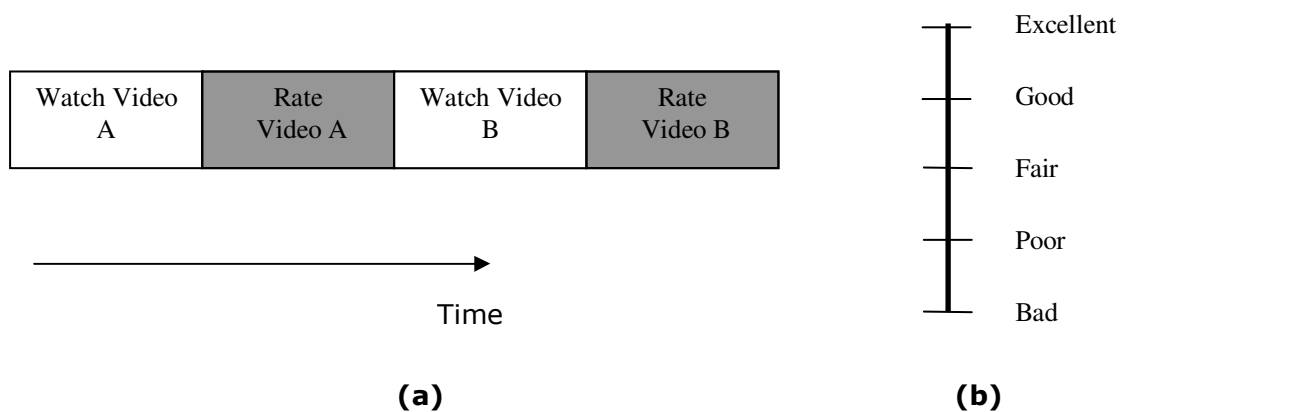 Watch Video
A
Rate
Video A
Watch Video
B
Rate
Video B
Time
(a)
Excellent
Good
Fair
Poor
Bad
(b)